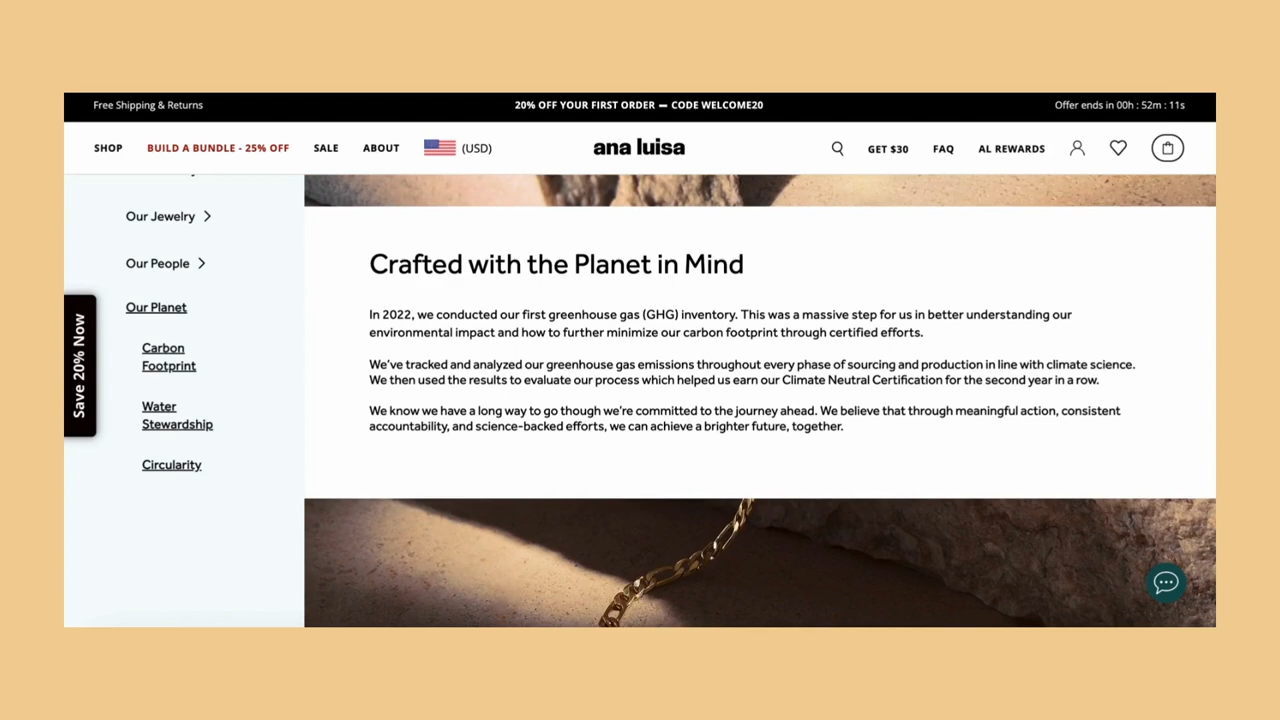 Free Shipping & Returns
20% OFF YOUR FIRST ORDER — CODE WELCOME20
Offer ends in 00h : 52m : 11s
SHOP
BUILD A BUNDLE - 25% OFF
SALE
ABOUT
(USD)
ana luisa
GET $30
FAQ
AL REWARDS
Our Jewelry
Our People
Our Planet
Carbon
Footprint
Water
Stewardship
Circularity
Save 20% Now
Crafted with the Planet in Mind
In 2022, we conducted our first greenhouse gas (GHG) inventory. This was a massive step for us in better understanding our
environmental impact and how to further minimize our carbon footprint through certified efforts.
We’ve tracked and analyzed our greenhouse gas emissions throughout every phase of sourcing and production in line with climate science.
We then used the results to evaluate our process which helped us earn our Climate Neutral Certification for the second year in a row.
We know we have a long way to go though we’re committed to the journey ahead. We believe that through meaningful action, consistent
accountability, and science-backed efforts, we can achieve a brighter future, together.